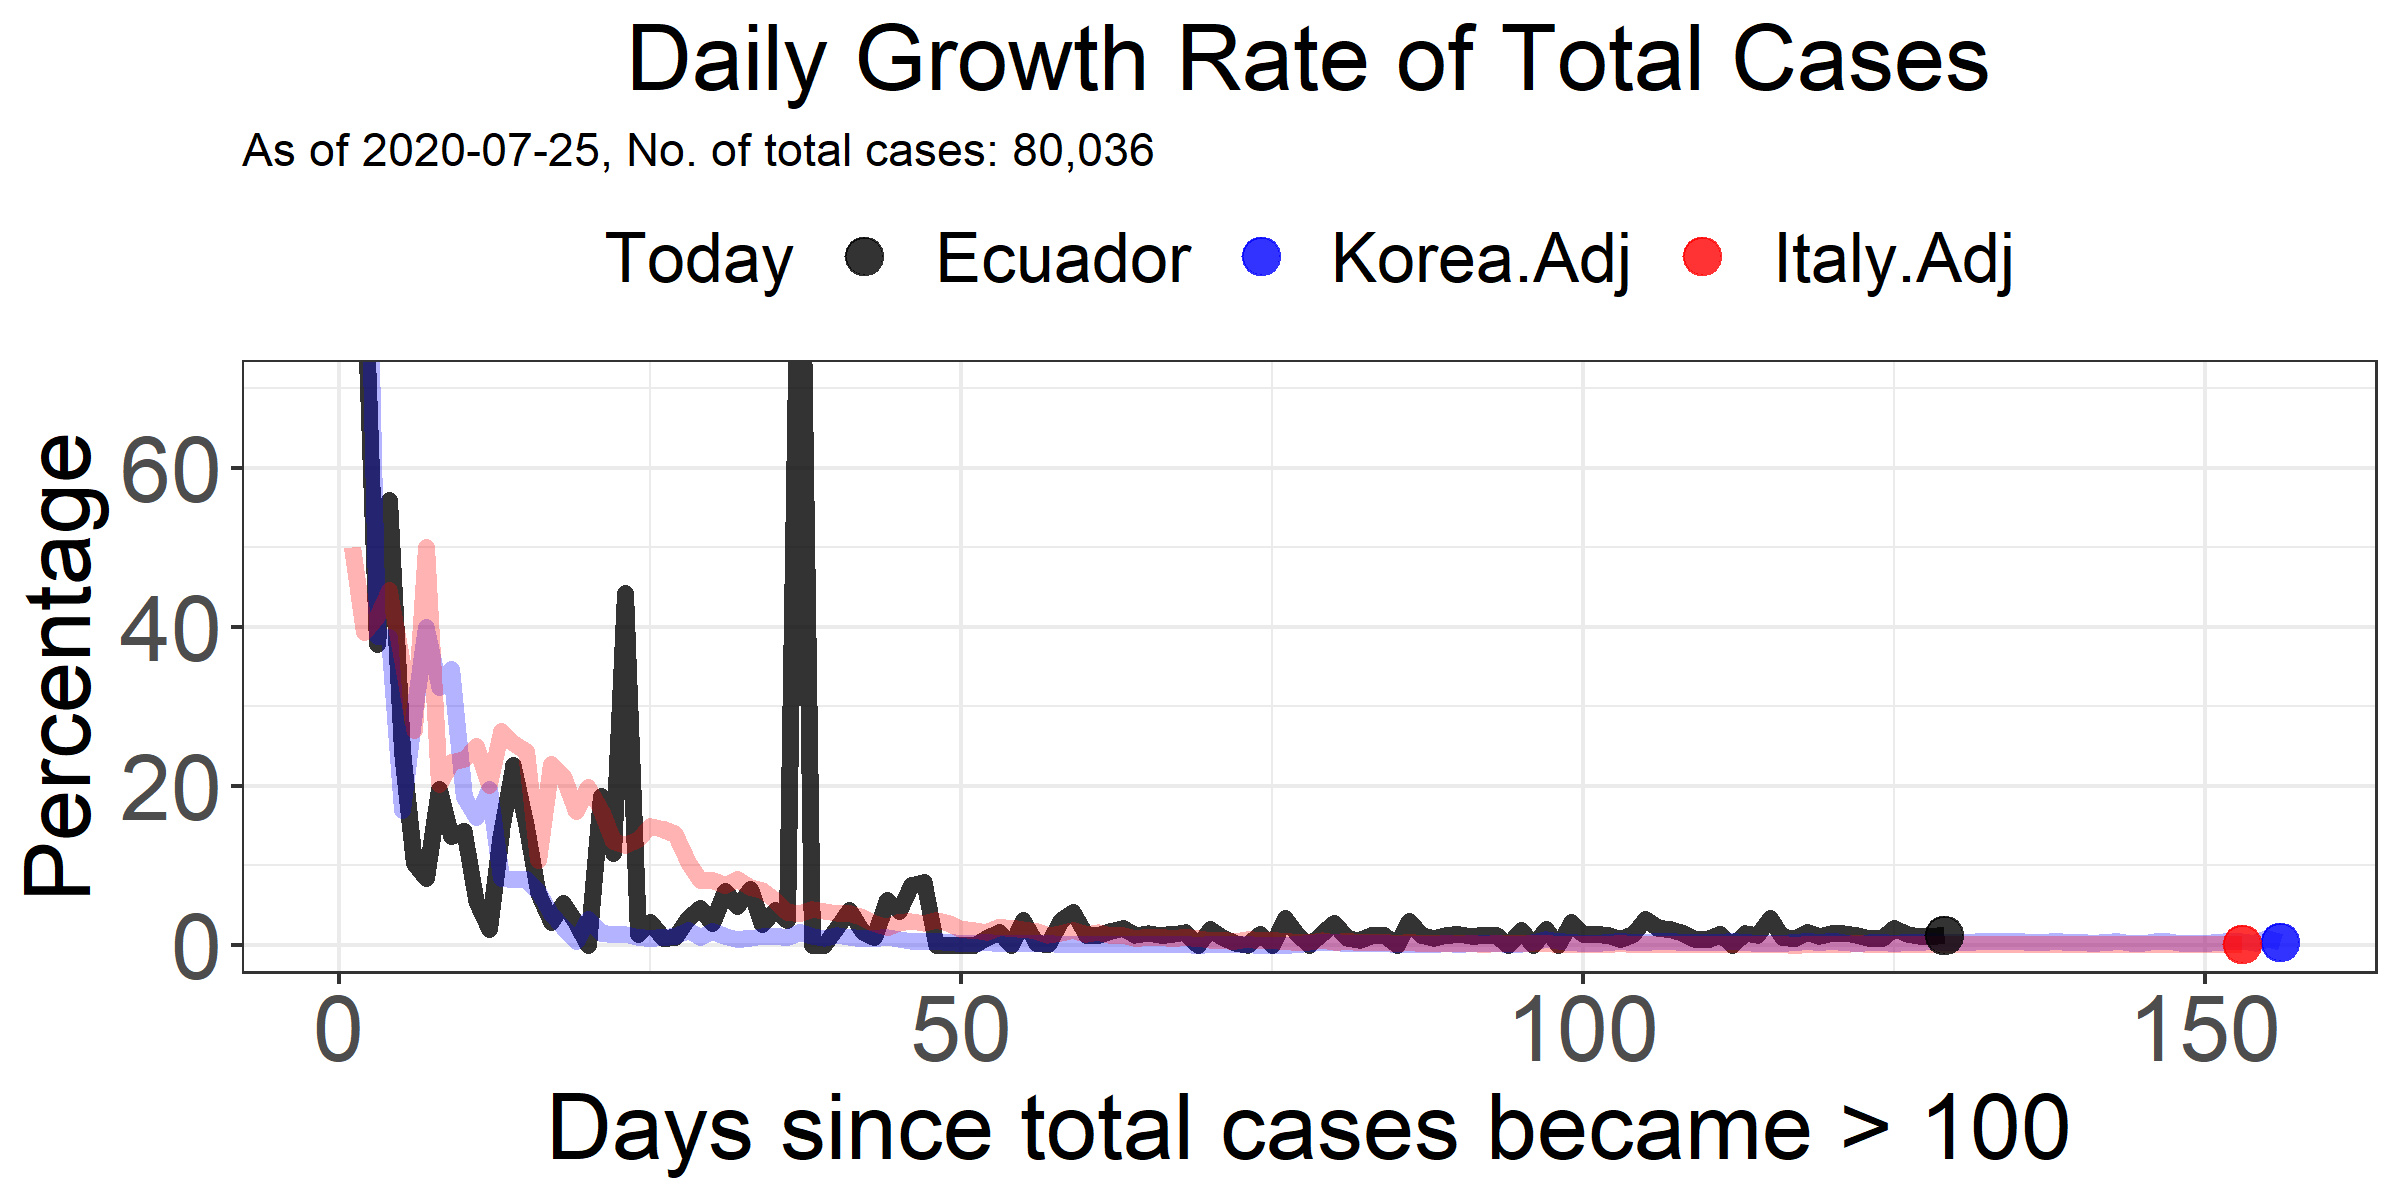 Daily Growth Rate of Total Cases
As of 2020-07-25, No. of total cases: 80,036
Today Ecuador Korea.Adj Italy.Adj
Percentage
60
40
20
0
0 50 100 150
Days since total cases became > 100